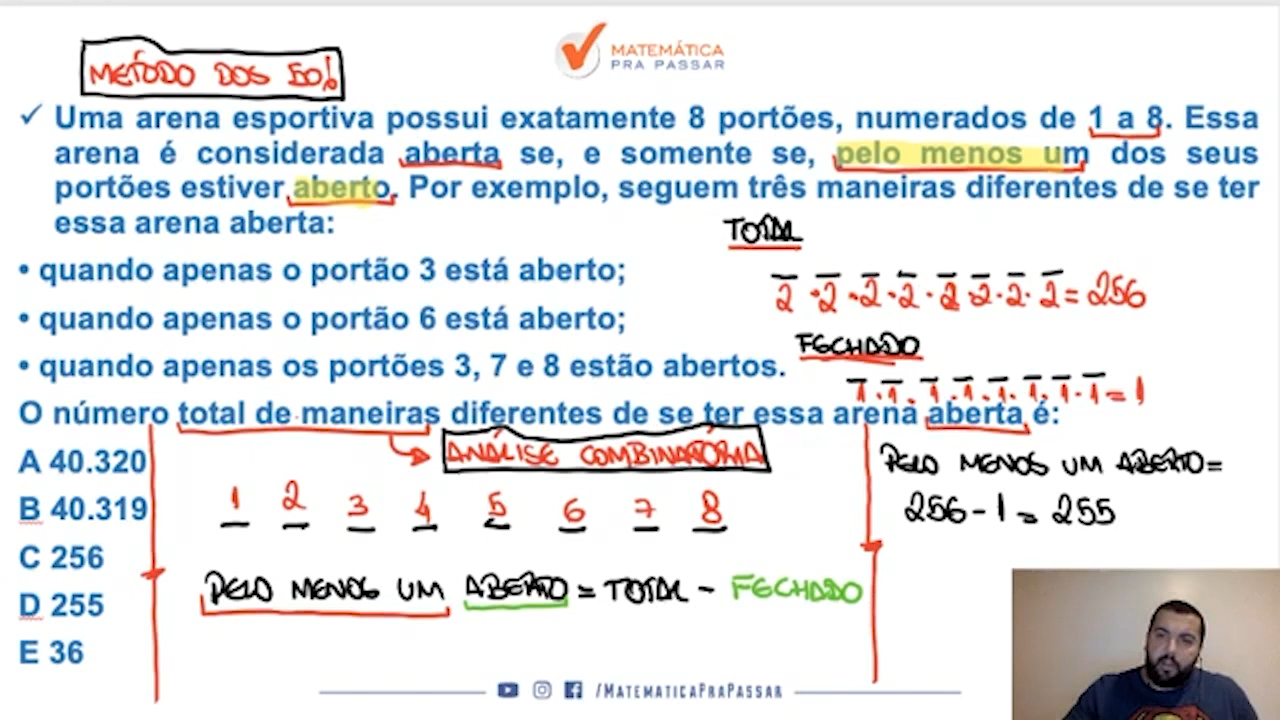 METÓDO DOS 50%
MATEMÁTICA
PRA PASSAR
✓ Uma arena esportiva possui exatamente 8 portões, numerados de 1 a 8. Essa
arena é considerada aberta se, e somente se, pelo menos um dos seus
portões estiver aberto. Por exemplo, seguem três maneiras diferentes de se ter
essa arena aberta:
TOTAL
• quando apenas o portão 3 está aberto;
2 · 2 · 2 · 2 · 2 · 2 · 2 · 2 = 256
• quando apenas o portão 6 está aberto;
FECHADO
• quando apenas os portões 3, 7 e 8 estão abertos.
1 · 1 · 1 · 1 · 1 · 1 · 1 · 1 = 1
O número total de maneiras diferentes de se ter essa arena aberta é:
ANÁLISE COMBINATÓRIA
A 40.320
PELO MENOS UM ABERTO =
1 2 3 4 5 6 7 8
B 40.319
256 - 1 = 255
C 256
PELO MENOS UM ABERTO = TOTAL - FECHADO
D 255
E 36
/MATEMATICAPRAPASSAR